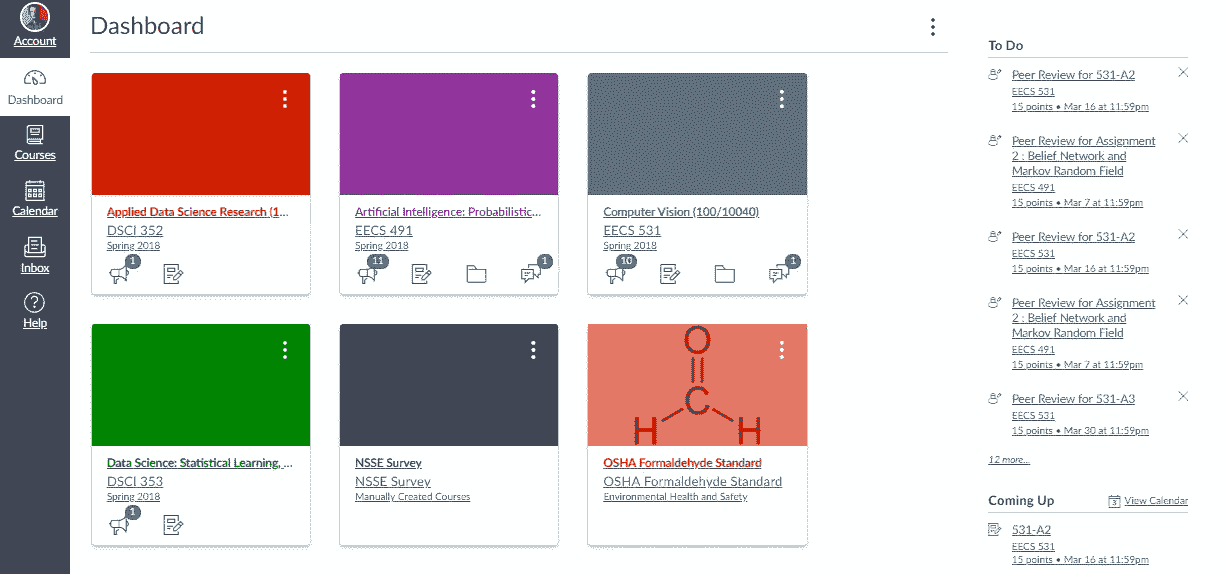 Account
Dashboard
Courses
Calendar
Inbox
Help
Dashboard
Applied Data Science Research (1...
DSCI 352
Spring 2018
1
Artificial Intelligence: Probabilistic...
EECS 491
Spring 2018
11
1
Computer Vision (100/10040)
EECS 531
Spring 2018
10
1
Data Science: Statistical Learning, ...
DSCI 353
Spring 2018
1
NSSE Survey
NSSE Survey
Manually Created Courses
O
C
H H
OSHA Formaldehyde Standard
OSHA Formaldehyde Standard
Environmental Health and Safety
To Do
Peer Review for 531-A2
EECS 531
15 points • Mar 16 at 11:59pm
Peer Review for Assignment
2 : Belief Network and
Markov Random Field
EECS 491
15 points • Mar 7 at 11:59pm
Peer Review for 531-A2
EECS 531
15 points • Mar 16 at 11:59pm
Peer Review for Assignment
2 : Belief Network and
Markov Random Field
EECS 491
15 points • Mar 7 at 11:59pm
Peer Review for 531-A3
EECS 531
15 points • Mar 30 at 11:59pm
12 more...
Coming Up
3 View Calendar
531-A2
EECS 531
15 points • Mar 16 at 11:59pm